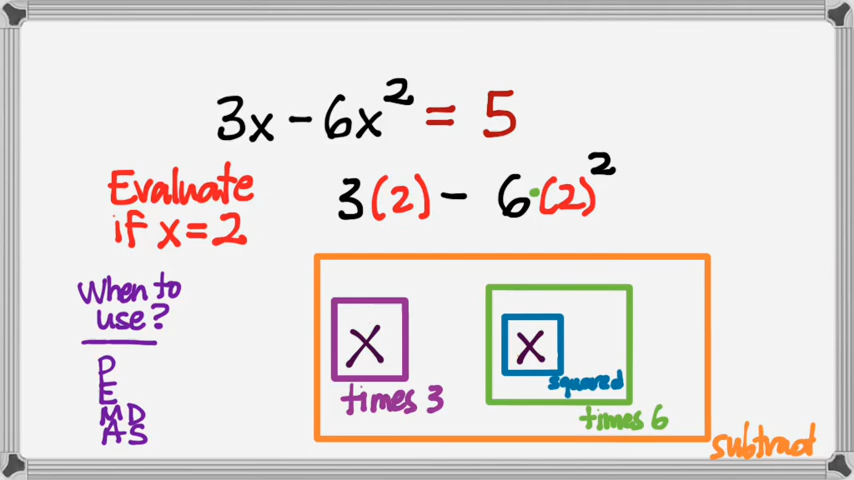 3x - 6x² = 5
Evaluate
if x = 2
3(2) - 6·(2)²
When to
use?
P
E
MD
AS
x
times 3
x
squared
times 6
subtract